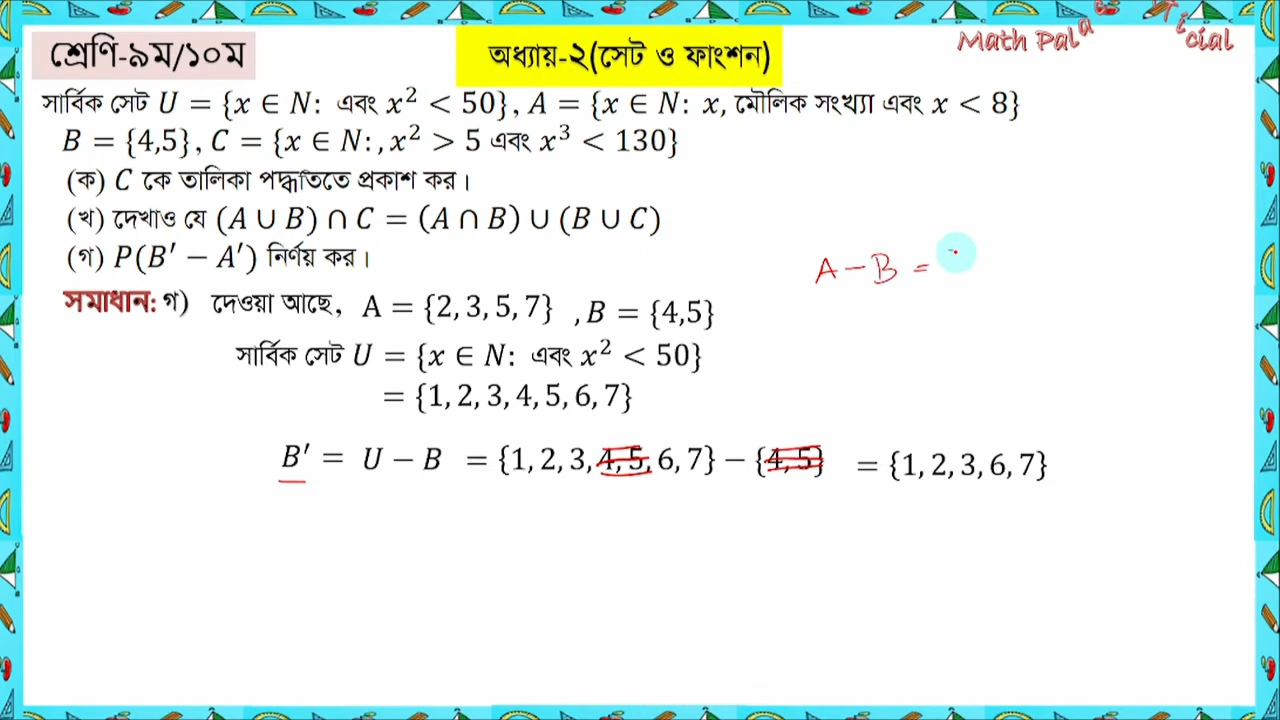 Math Palace Official
শ্রেণি-৯ম/১০ম
অধ্যায়-২(সেট ও ফাংশন)
সার্বিক সেট U = {x ∈ N: এবং x² < 50}, A = {x ∈ N: x, মৌলিক সংখ্যা এবং x < 8}
B = {4,5}, C = {x ∈ N:, x² > 5 এবং x³ < 130}
(ক) C কে তালিকা পদ্ধতিতে প্রকাশ কর।
(খ) দেখাও যে (A ∪ B) ∩ C = (A ∩ B) ∪ (B ∪ C)
(গ) P(B′ − A′) নির্ণয় কর।
A − B =
সমাধান: গ) দেওয়া আছে, A = {2, 3, 5, 7} , B = {4,5}
সার্বিক সেট U = {x ∈ N: এবং x² < 50}
= {1, 2, 3, 4, 5, 6, 7}
B′ = U − B = {1, 2, 3, 4, 5, 6, 7} − {4, 5} = {1, 2, 3, 6, 7}